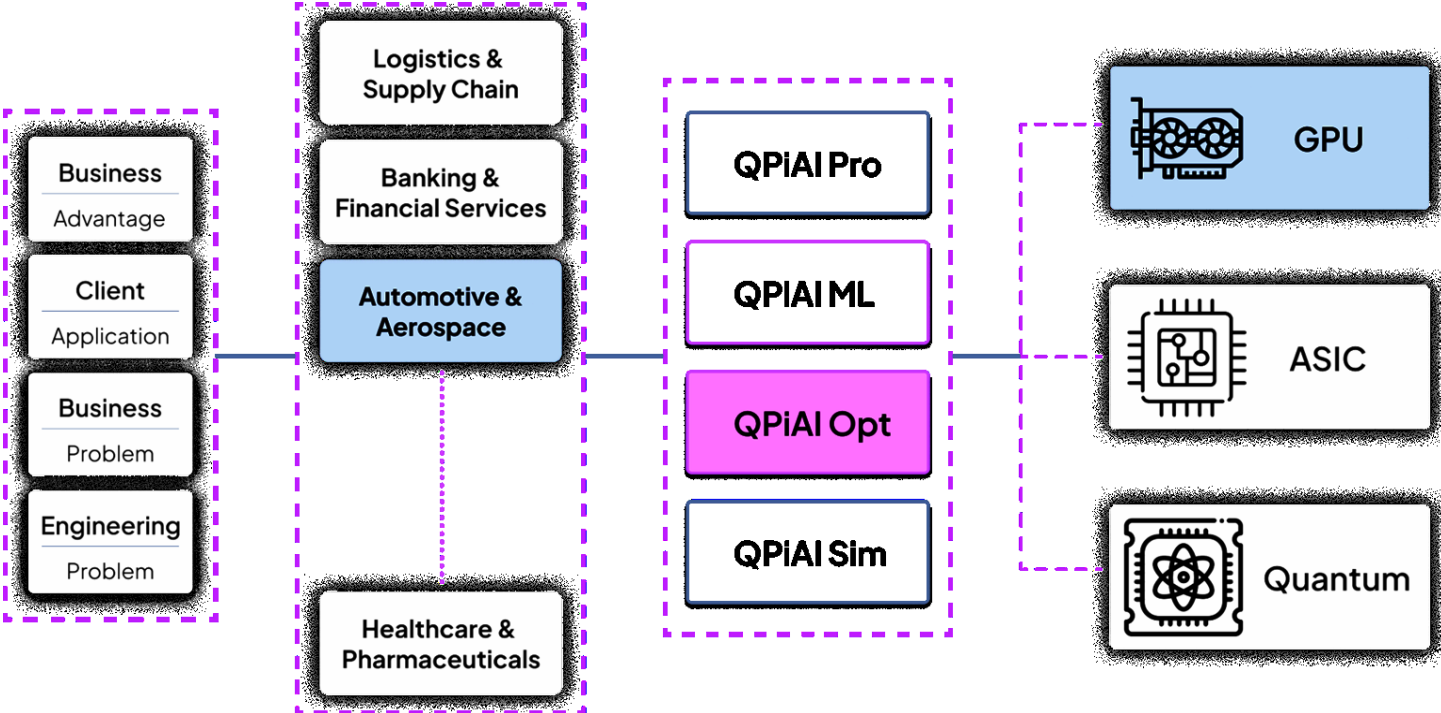 Business
Advantage
Client
Application
Business
Problem
Engineering
Problem
Logistics &
Supply Chain
Banking &
Financial Services
Automotive &
Aerospace
Healthcare &
Pharmaceuticals
QPiAI Pro
QPiAI ML
QPiAI Opt
QPiAI Sim
GPU
ASIC
Quantum